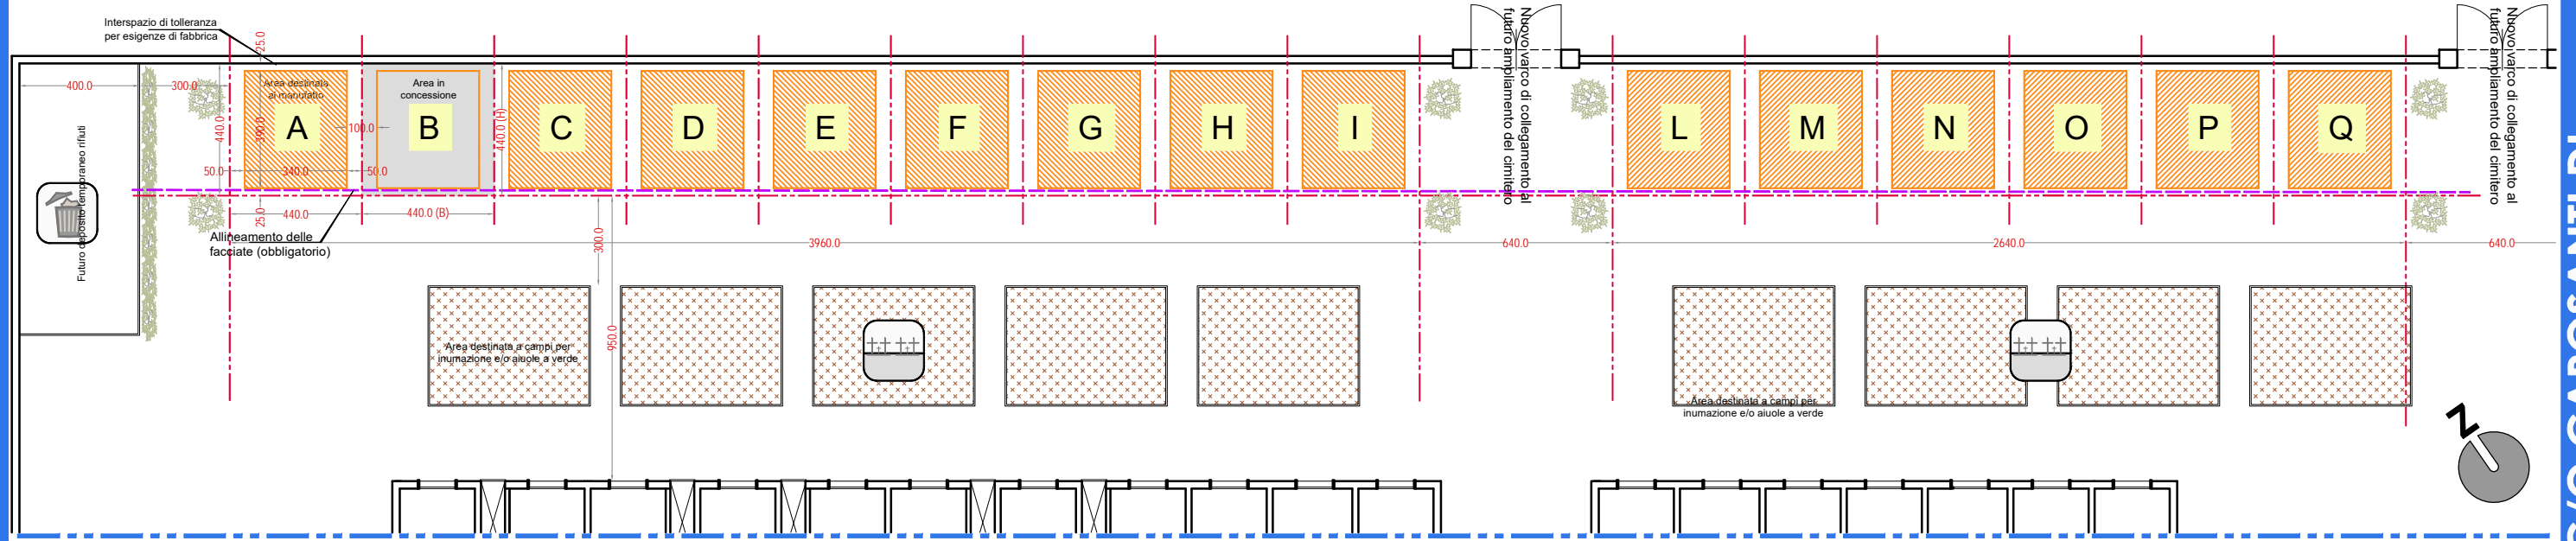 Interspazio di tolleranza
per esigenze di fabbrica
25.0
400.0
300.0
440.0
390.0
Area destinata
al manufatto
A
100.0
50.0
340.0
50.0
25.0
440.0
Area in
concessione
B
440.0 (B)
440.0 (H)
C
D
E
F
G
H
I
L
M
N
O
P
Q
Nuovo varco di collegamento al
futuro ampliamento del cimitero
Nuovo varco di collegamento al
futuro ampliamento del cimitero
Futuro deposito temporaneo rifiuti
Allineamento delle
facciate (obbligatorio)
300.0
3960.0
640.0
2640.0
640.0
950.0
Area destinata a campi per
inumazione e/o aiuole a verde
Area destinata a campi per
inumazione e/o aiuole a verde
N